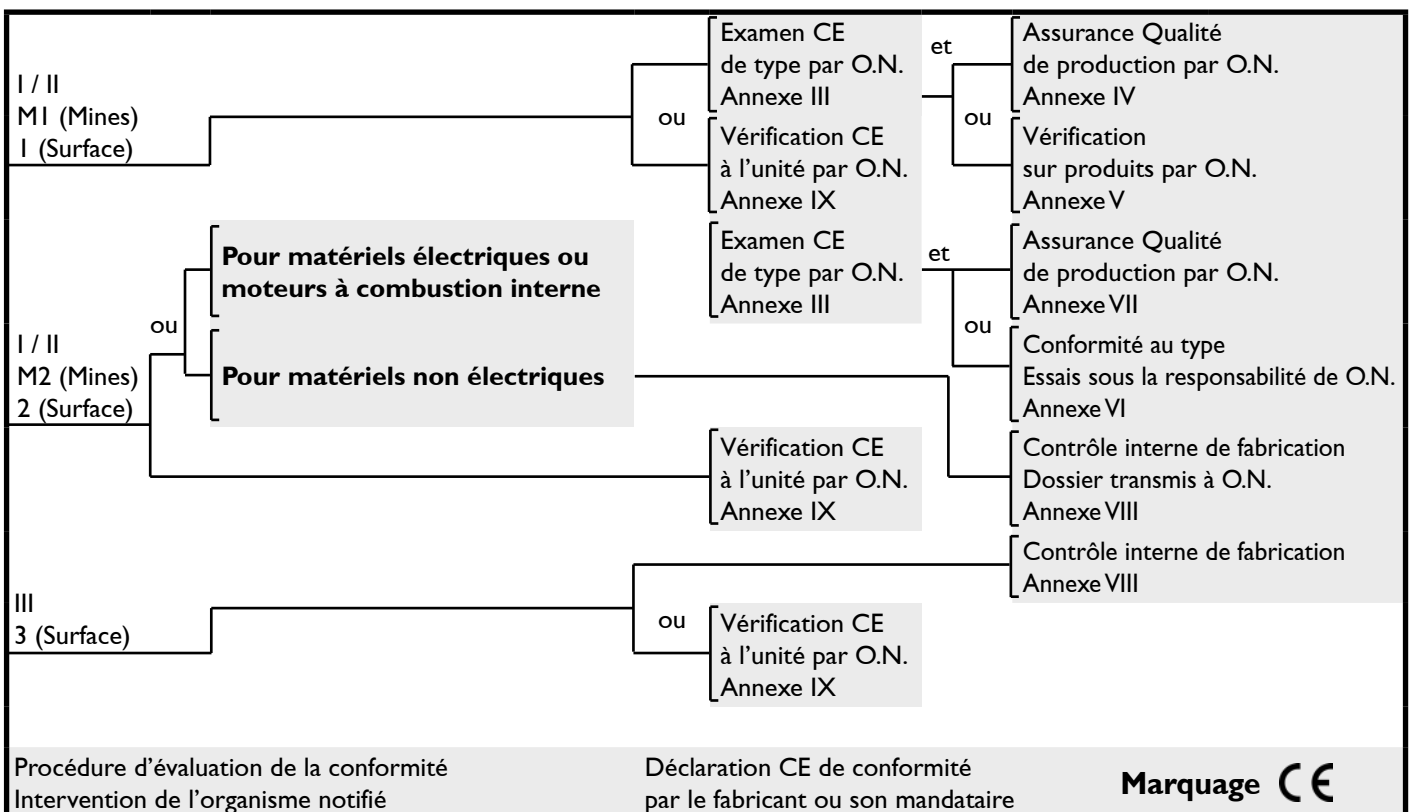 I / II
M1 (Mines)
1 (Surface)
ou
Examen CE
de type par O.N.
Annexe III
Vérification CE
à l'unité par O.N.
Annexe IX
et
ou
Assurance Qualité
de production par O.N.
Annexe IV
Vérification
sur produits par O.N.
Annexe V
I / II
M2 (Mines)
2 (Surface)
ou
Pour matériels électriques ou
moteurs à combustion interne
Pour matériels non électriques
Examen CE
de type par O.N.
Annexe III
et
ou
Assurance Qualité
de production par O.N.
Annexe VII
Conformité au type
Essais sous la responsabilité de O.N.
Annexe VI
Vérification CE
à l'unité par O.N.
Annexe IX
Contrôle interne de fabrication
Dossier transmis à O.N.
Annexe VIII
III
3 (Surface)
ou
Contrôle interne de fabrication
Annexe VIII
Vérification CE
à l'unité par O.N.
Annexe IX
Procédure d'évaluation de la conformité
Intervention de l'organisme notifié
Déclaration CE de conformité
par le fabricant ou son mandataire
Marquage CE